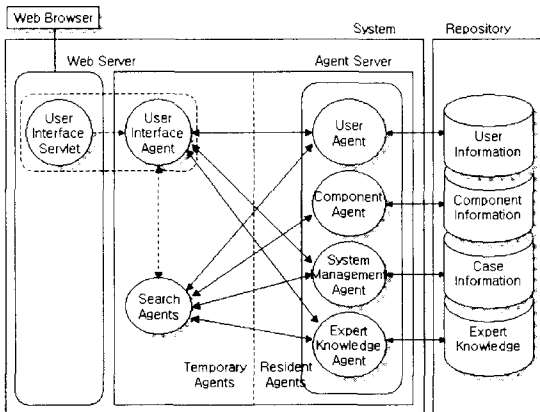 Web Browser
System
Repository
Web Server
Agent Server
User
Interface
Servlet
User
Interface
Agent
User
Agent
User
Information
Component
Agent
Component
Information
System
Management
Agent
Case
Information
Search
Agents
Expert
Knowledge
Agent
Expert
Knowledge
Temporary
Agents
Resident
Agents